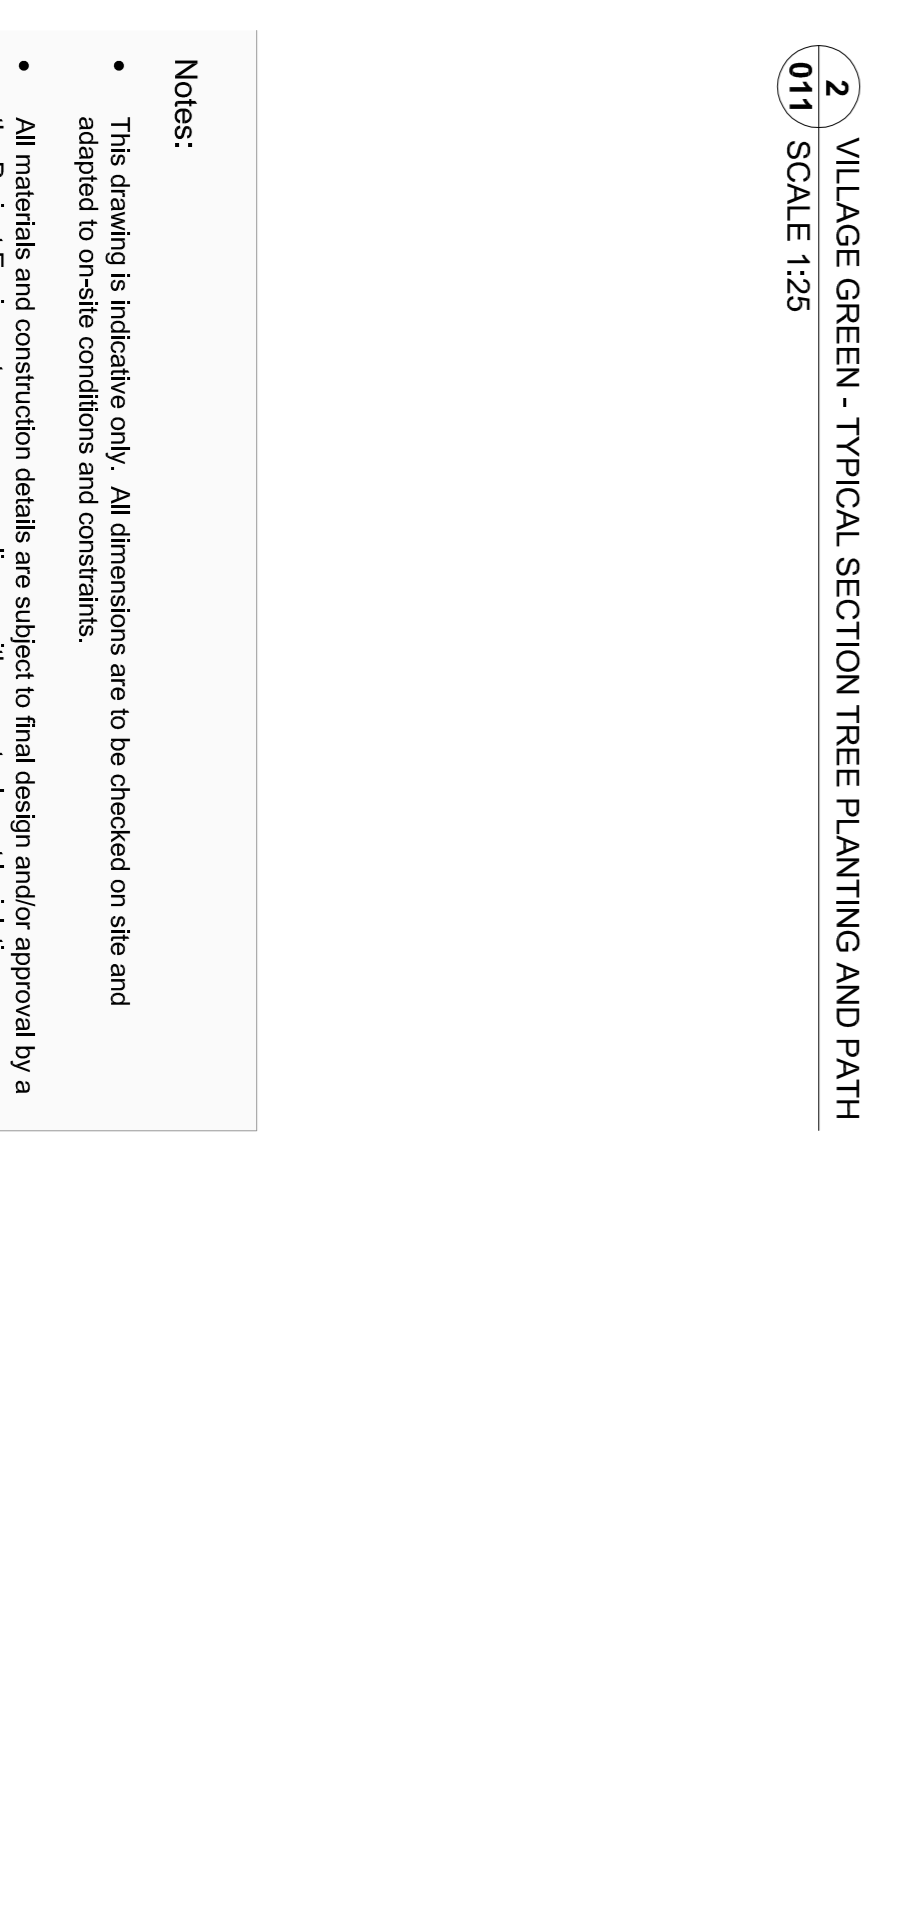 2
VILLAGE GREEN - TYPICAL SECTION TREE PLANTING AND PATH
011
SCALE 1:25
Notes:
• This drawing is indicative only.  All dimensions are to be checked on site and
adapted to on-site conditions and constraints.
• All materials and construction details are subject to final design and/or approval by a